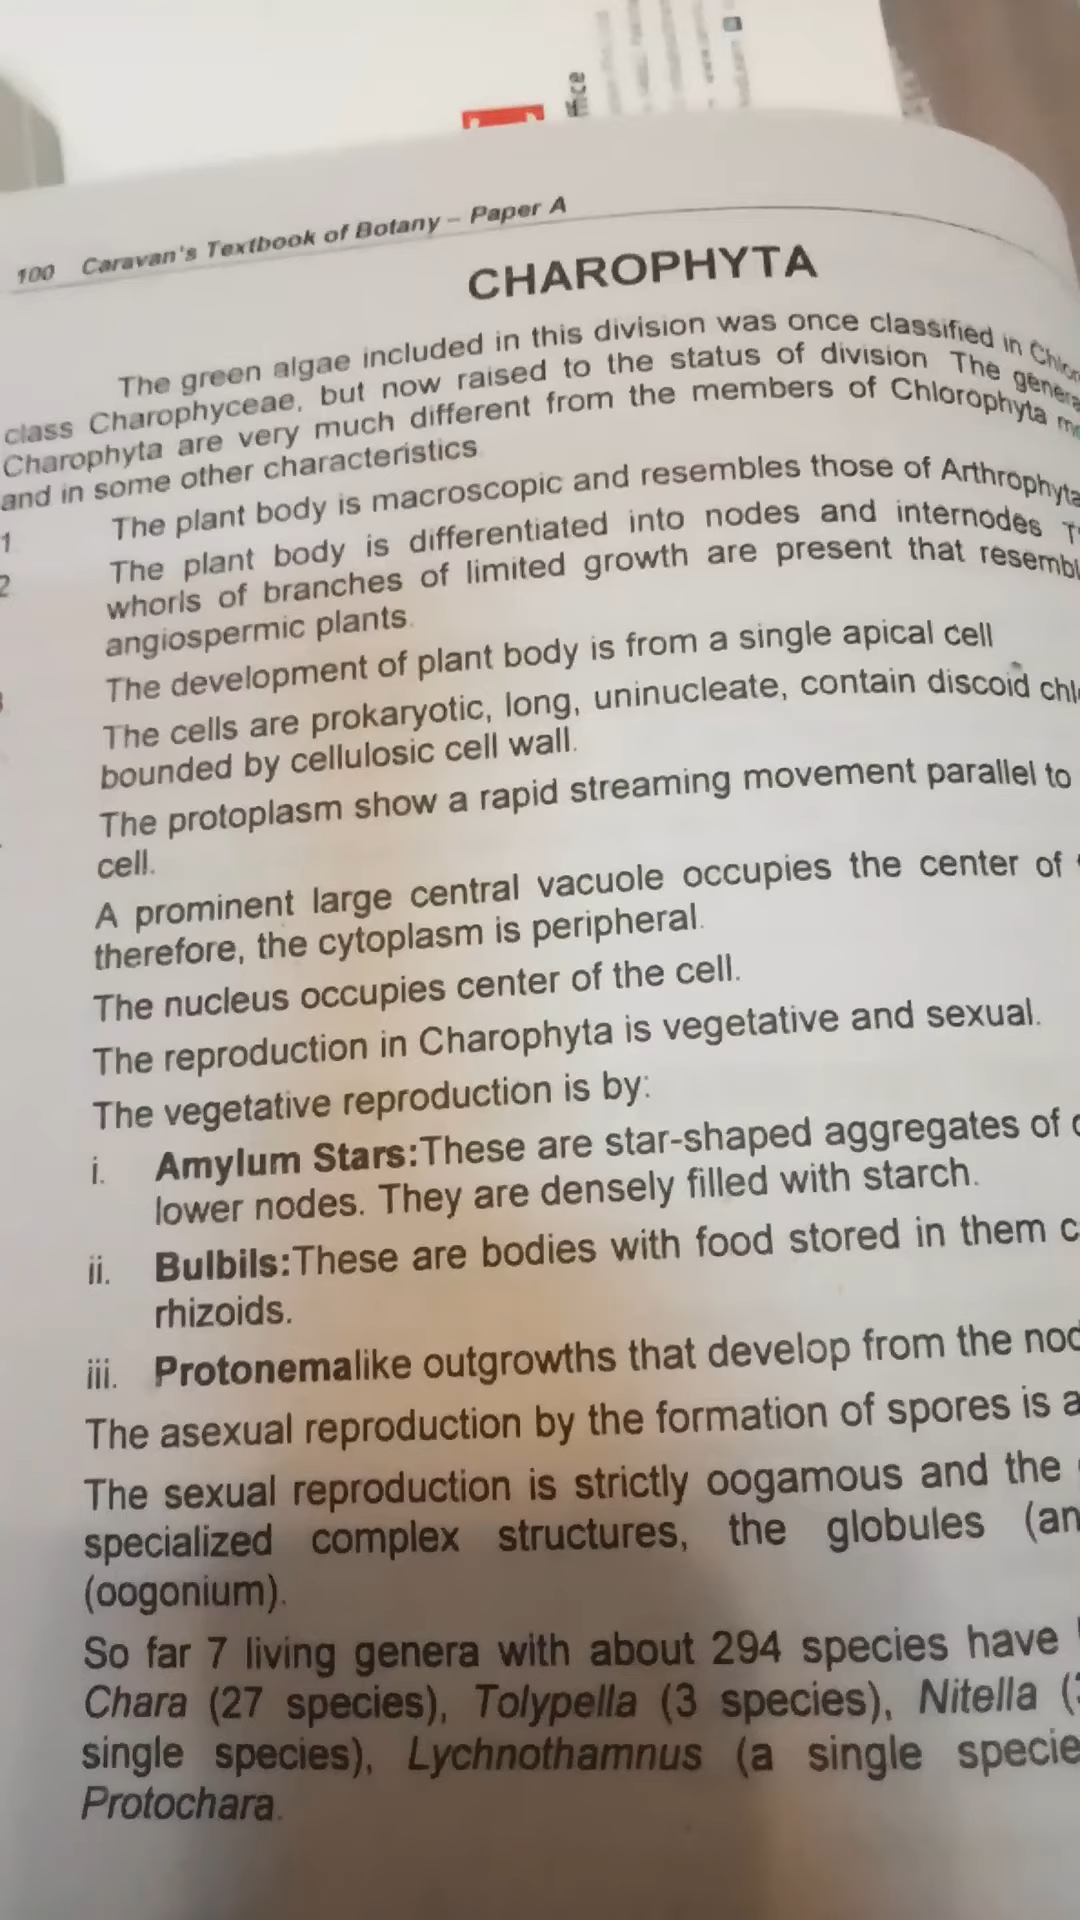 ffice
100 Caravan's Textbook of Botany – Paper A
CHAROPHYTA
The green algae included in this division was once classified in
class Charophyceae, but now raised to the status of division The
Charophyta are very much different from the members of Chlorophyta
and in some other characteristics
1 The plant body is macroscopic and resembles those of Arthrophyta
2 The plant body is differentiated into nodes and internodes
whorls of branches of limited growth are present that
angiospermic plants.
The development of plant body is from a single apical cell
The cells are prokaryotic, long, uninucleate, contain discoid
bounded by cellulosic cell wall.
The protoplasm show a rapid streaming movement parallel to
cell.
A prominent large central vacuole occupies the center of
therefore, the cytoplasm is peripheral.
The nucleus occupies center of the cell.
The reproduction in Charophyta is vegetative and sexual.
The vegetative reproduction is by:
i. Amylum Stars:These are star-shaped aggregates of
lower nodes. They are densely filled with starch.
ii. Bulbils:These are bodies with food stored in them
rhizoids.
iii. Protonemalike outgrowths that develop from the
The asexual reproduction by the formation of spores is
The sexual reproduction is strictly oogamous and the
specialized complex structures, the globules
(oogonium).
So far 7 living genera with about 294 species have
Chara (27 species), Tolypella (3 species), Nitella
single species), Lychnothamnus (a single
Protochara.